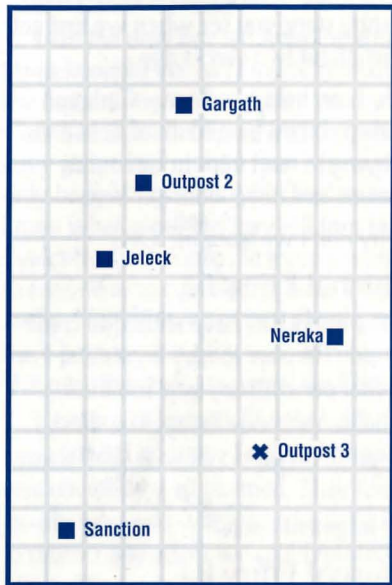 Gargath
Outpost 2
Jeleck
Neraka
Outpost 3
Sanction